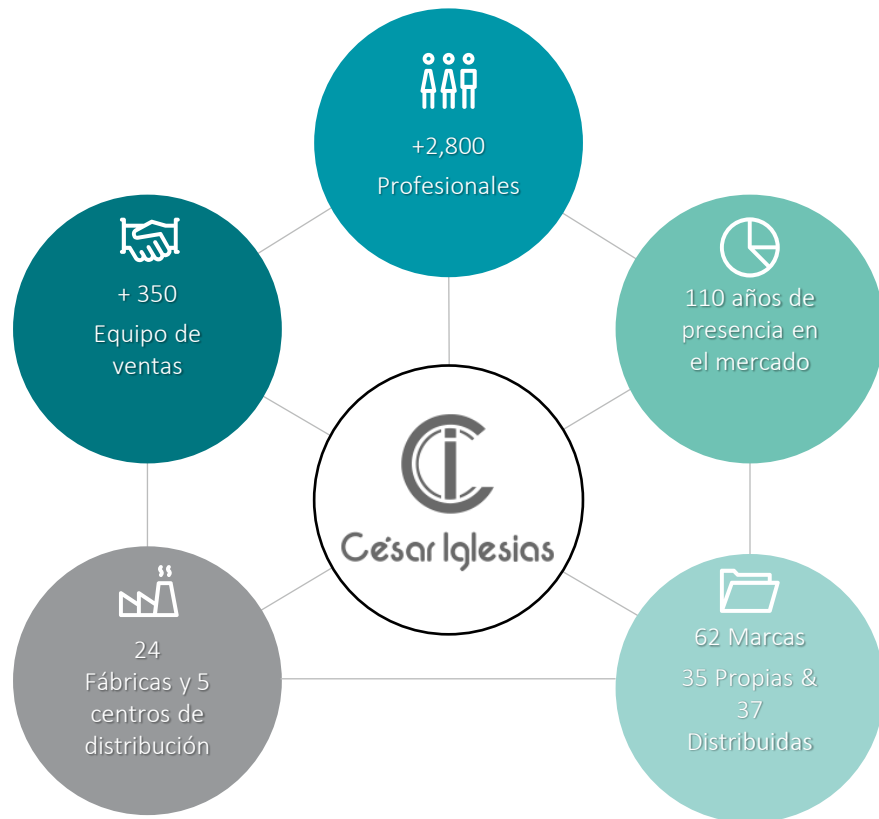 +2,800
Profesionales
+ 350
Equipo de
ventas
110 años de
presencia en
el mercado
César Iglesias
24
Fábricas y 5
centros de
distribución
62 Marcas
35 Propias &
37
Distribuidas